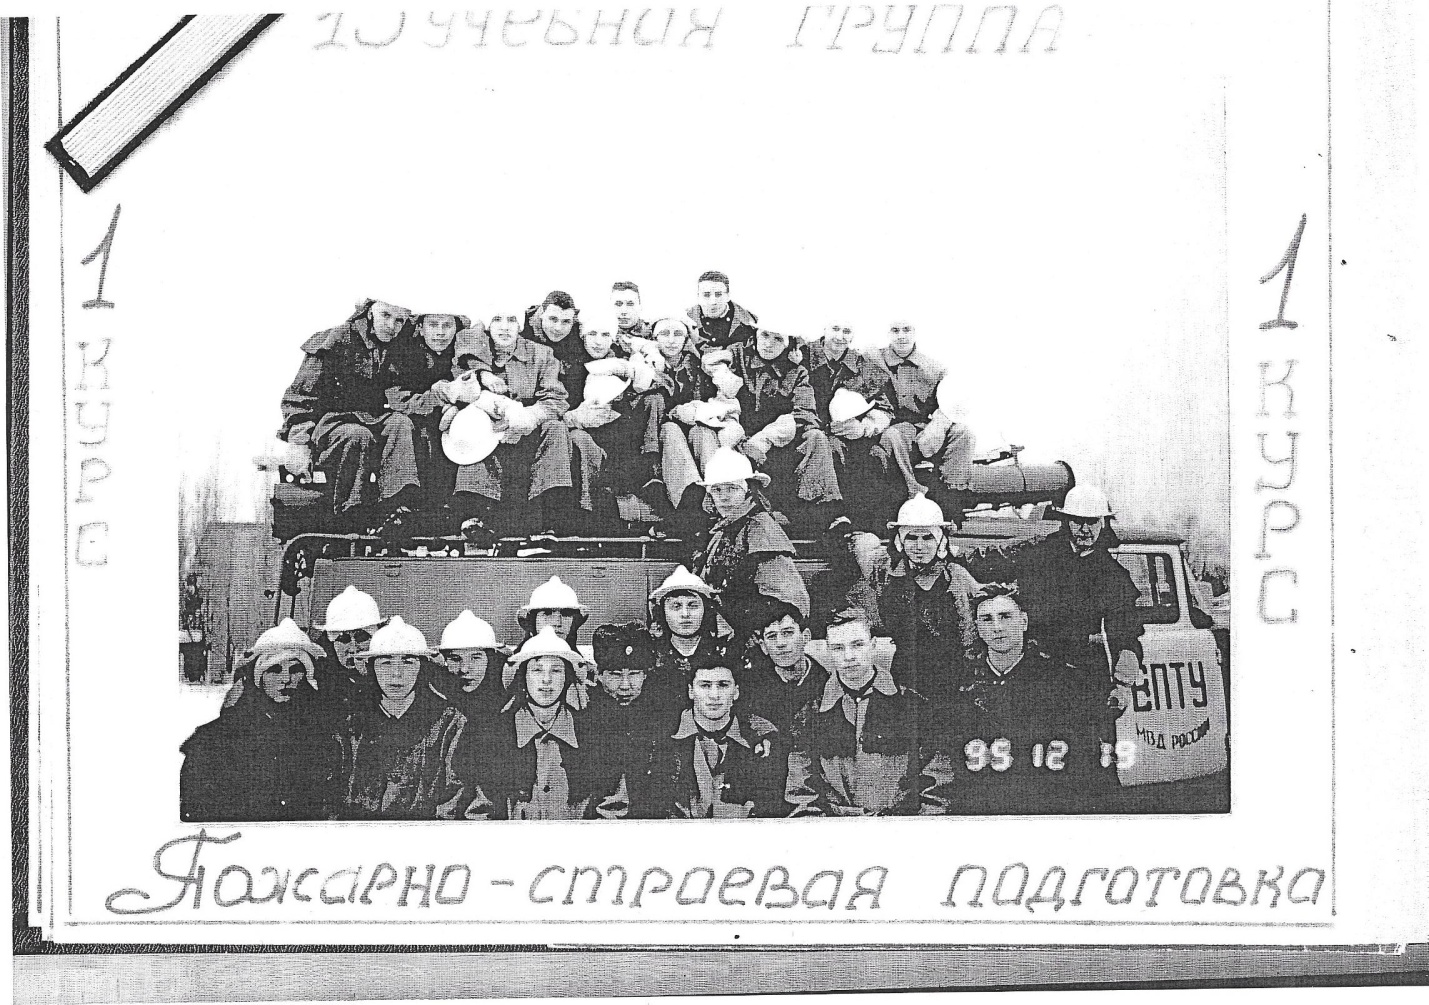 УЧЕБНАЯ ГРУППА
1 КУРС
1 КУРС
ВПТУ
МВД РОССИИ
95 12 19
Пожарно-строевая подготовка